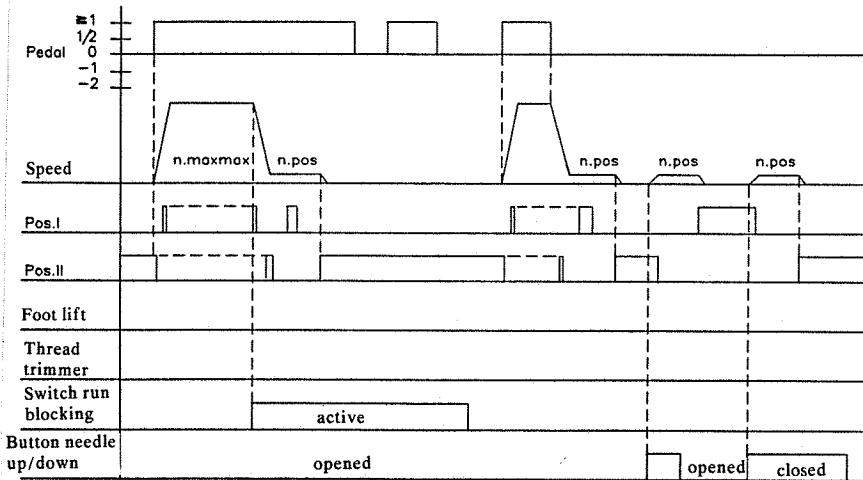 ≥1
1/2
Pedal 0
-1
-2
n.maxmax n.pos n.pos n.pos n.pos
Speed
Pos.I
Pos.II
Foot lift
Thread
trimmer
Switch run
blocking active
Button needle
up/down opened opened closed